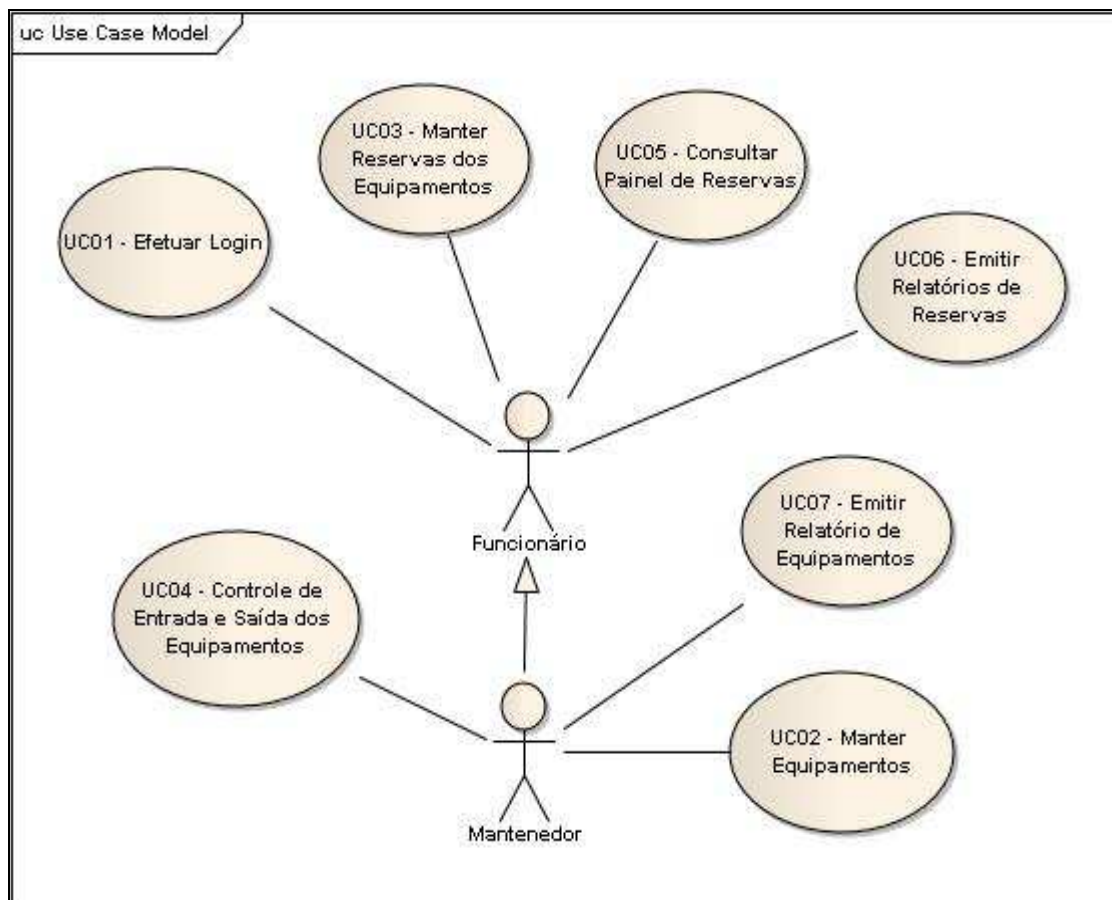 uc Use Case Model
UC03 - Manter
Reservas dos
Equipamentos
UC05 - Consultar
Painel de Reservas
UC01 - Efetuar Login
UC06 - Emitir
Relatórios de
Reservas
Funcionário
UC07 - Emitir
Relatório de
Equipamentos
UC04 - Controle de
Entrada e Saída dos
Equipamentos
UC02 - Manter
Equipamentos
Mantenedor